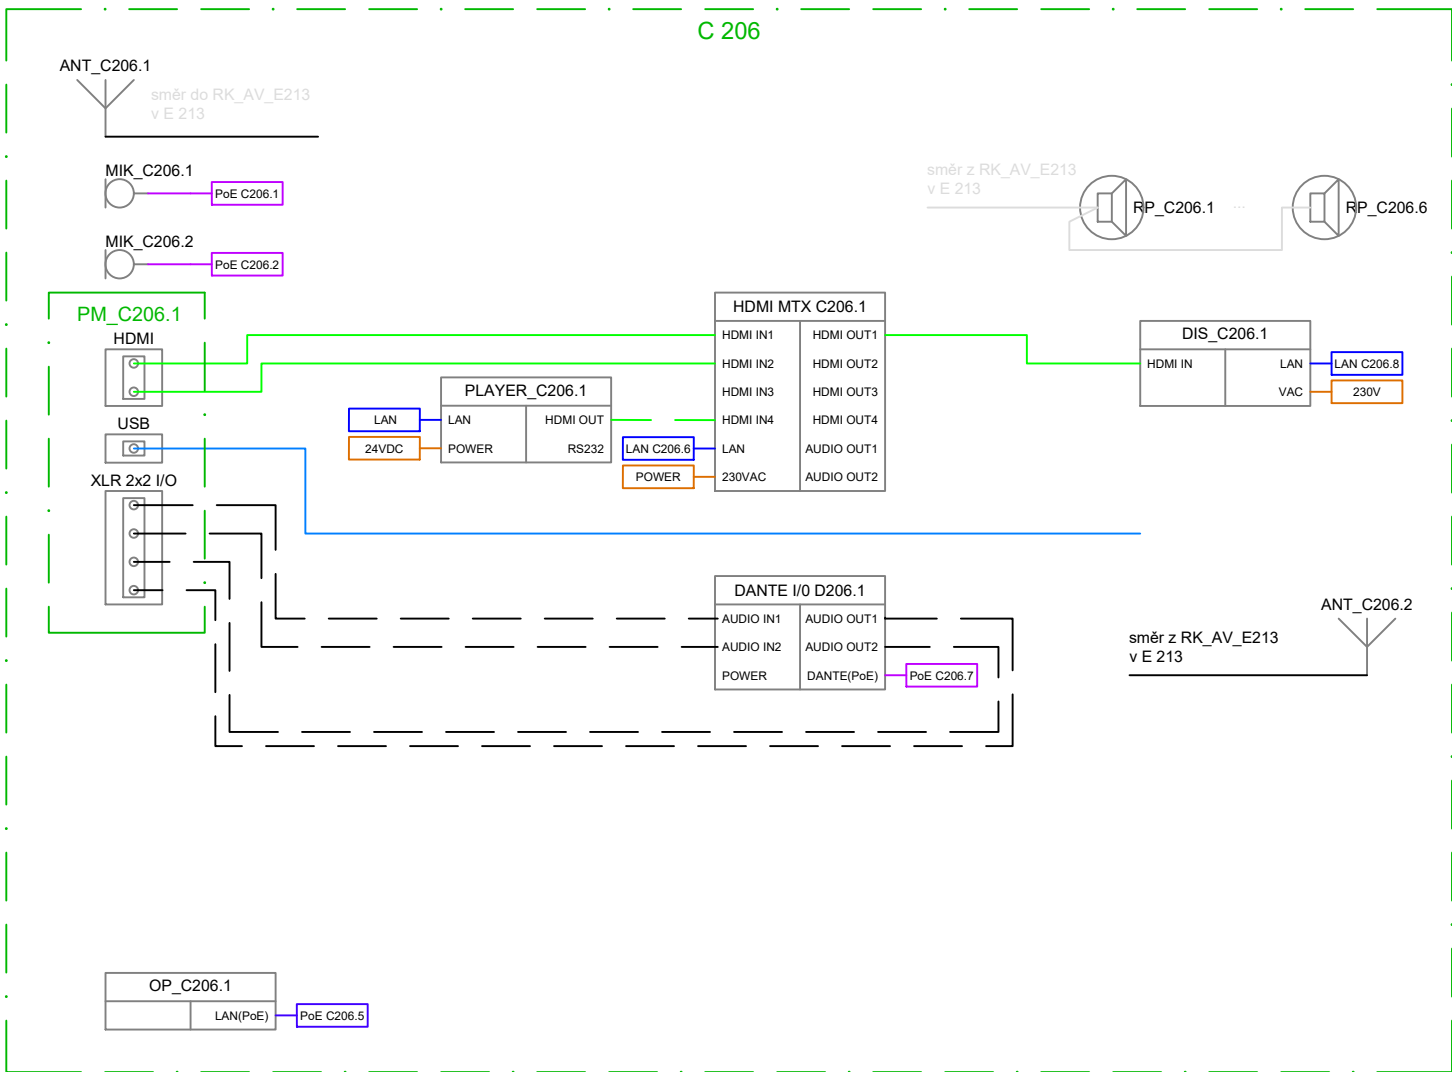 C 206
ANT_C206.1
směr do RK_AV_E213
v E 213
MIK_C206.1
PoE C206.1
směr z RK_AV_E213
v E 213
RP_C206.1
...
RP_C206.6
MIK_C206.2
PoE C206.2
PM_C206.1
HDMI
USB
XLR 2x2 I/O
PLAYER_C206.1
LAN
LAN
HDMI OUT
24VDC
POWER
RS232
HDMI MTX C206.1
HDMI IN1
HDMI OUT1
HDMI IN2
HDMI OUT2
HDMI IN3
HDMI OUT3
HDMI IN4
HDMI OUT4
LAN C206.6
LAN
AUDIO OUT1
POWER
230VAC
AUDIO OUT2
DIS_C206.1
HDMI IN
LAN
LAN C206.8
VAC
230V
DANTE I/0 D206.1
AUDIO IN1
AUDIO OUT1
AUDIO IN2
AUDIO OUT2
POWER
DANTE(PoE)
PoE C206.7
ANT_C206.2
směr z RK_AV_E213
v E 213
OP_C206.1
LAN(PoE)
PoE C206.5